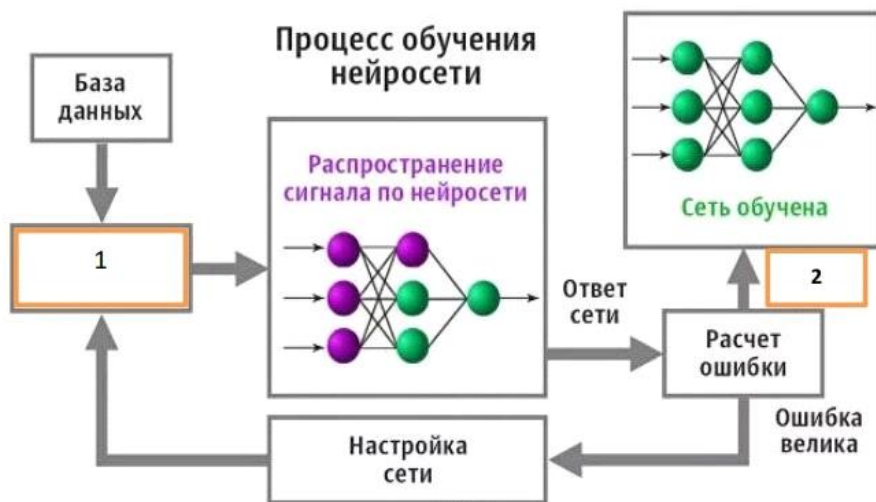 Процесс обучения
нейросети
База
данных
1
Распространение
сигнала по нейросети
Ответ
сети
Сеть обучена
2
Расчет
ошибки
Ошибка
велика
Настройка
сети